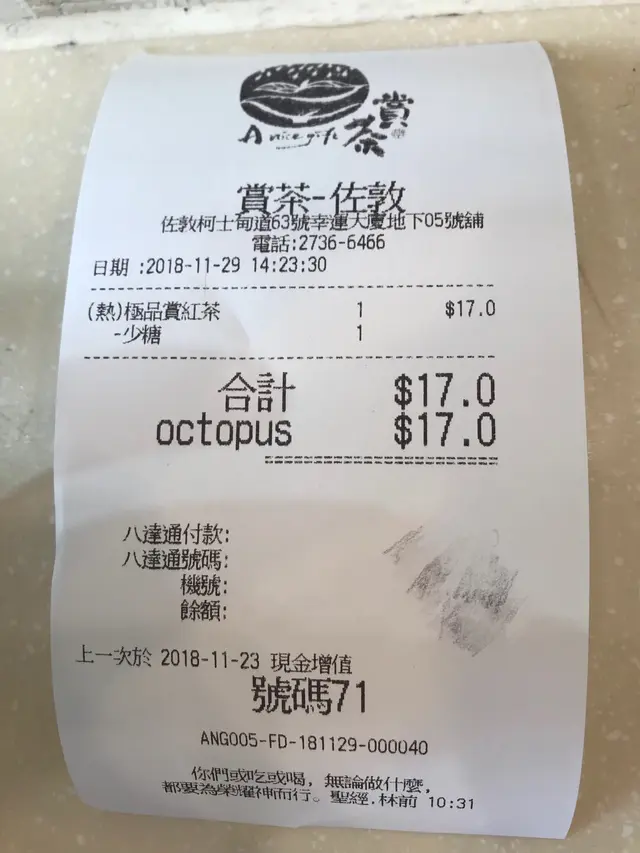 A nice gift 賞茶
賞茶-佐敦
佐敦柯士甸道63號幸運大廈地下05號舖
電話:2736-6466
日期 :2018-11-29 14:23:30
(熱)極品賞紅茶 1 $17.0
-少糖 1
合計 $17.0
octopus $17.0
八達通付款:
八達通號碼:
機號:
餘額:
上一次於 2018-11-23 現金增值
號碼71
ANG005-FD-181129-000040
你們或吃或喝, 無論做什麼,
都要為榮耀神而行。聖經.林前 10:31